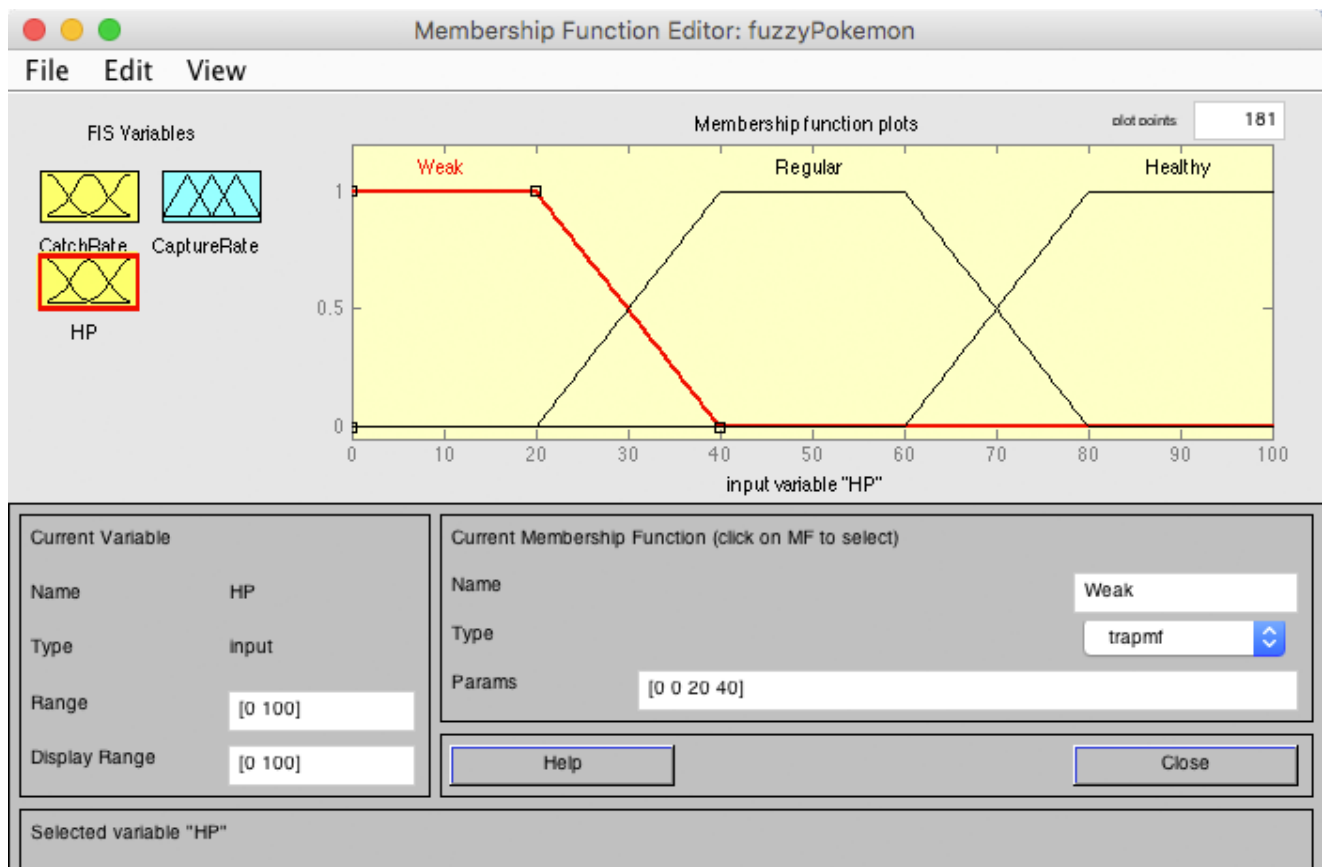 Membership Function Editor: fuzzyPokemon
File Edit View
FIS Variables
CatchRate CaptureRate
HP
Membership function plots
plot points: 181
Weak Regular Healthy
1
0.5
0
0 10 20 30 40 50 60 70 80 90 100
input variable "HP"
Current Variable
Name HP
Type input
Range [0 100]
Display Range [0 100]
Current Membership Function (click on MF to select)
Name Weak
Type trapmf
Params [0 0 20 40]
Help Close
Selected variable "HP"